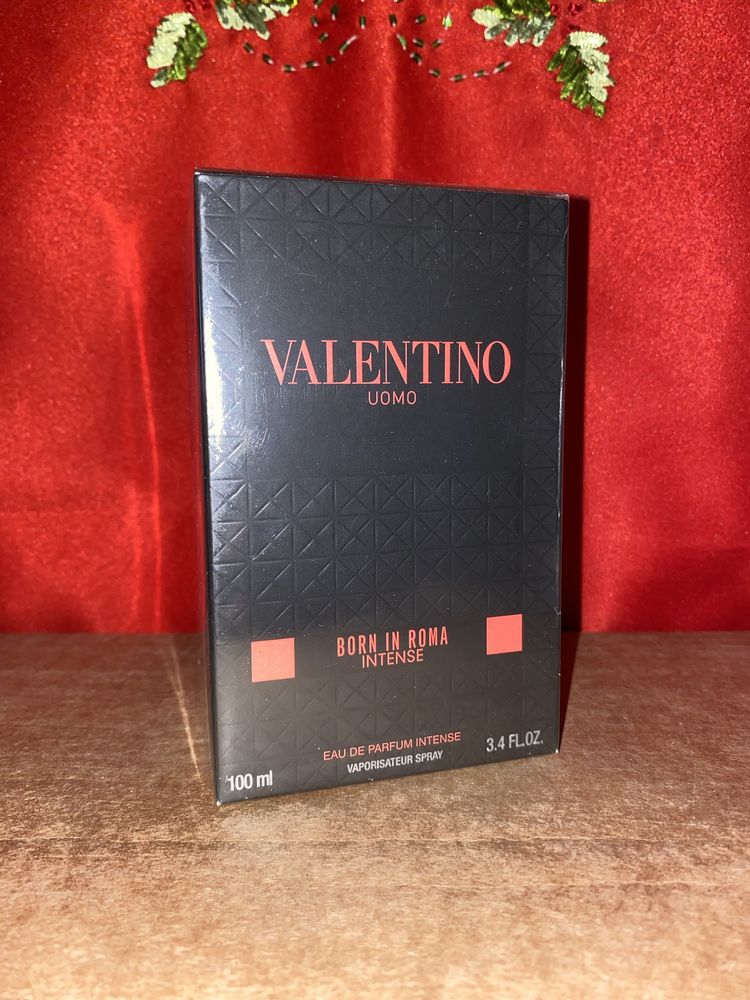 VALENTINO
UOMO
BORN IN ROMA
INTENSE
EAU DE PARFUM INTENSE
VAPORISATEUR SPRAY
100 ml
3.4 FL.OZ.